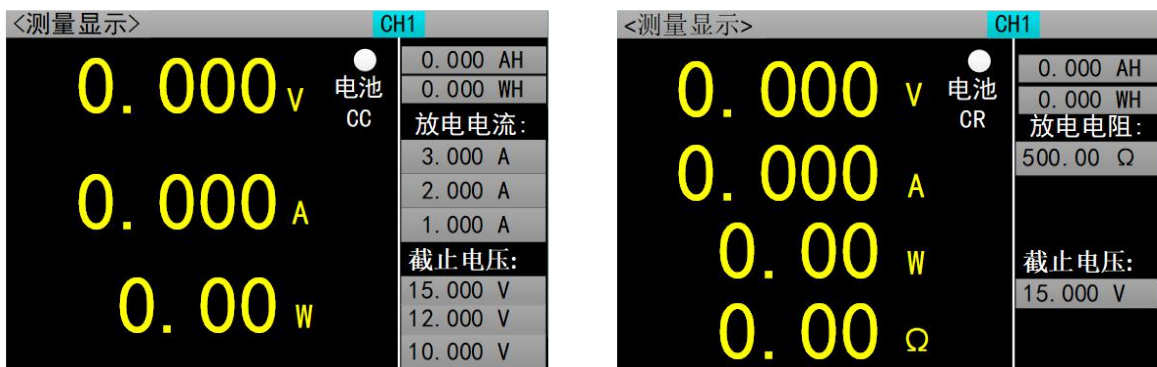 <测量显示> CH1
0.000 V
0.000 A
0.00 W
电池
CC
0.000 AH
0.000 WH
放电电流:
3.000 A
2.000 A
1.000 A
截止电压:
15.000 V
12.000 V
10.000 V
<测量显示> CH1
0.000 V
0.000 A
0.00 W
0.00 Ω
电池
CR
0.000 AH
0.000 WH
放电电阻:
500.00 Ω
截止电压:
15.000 V